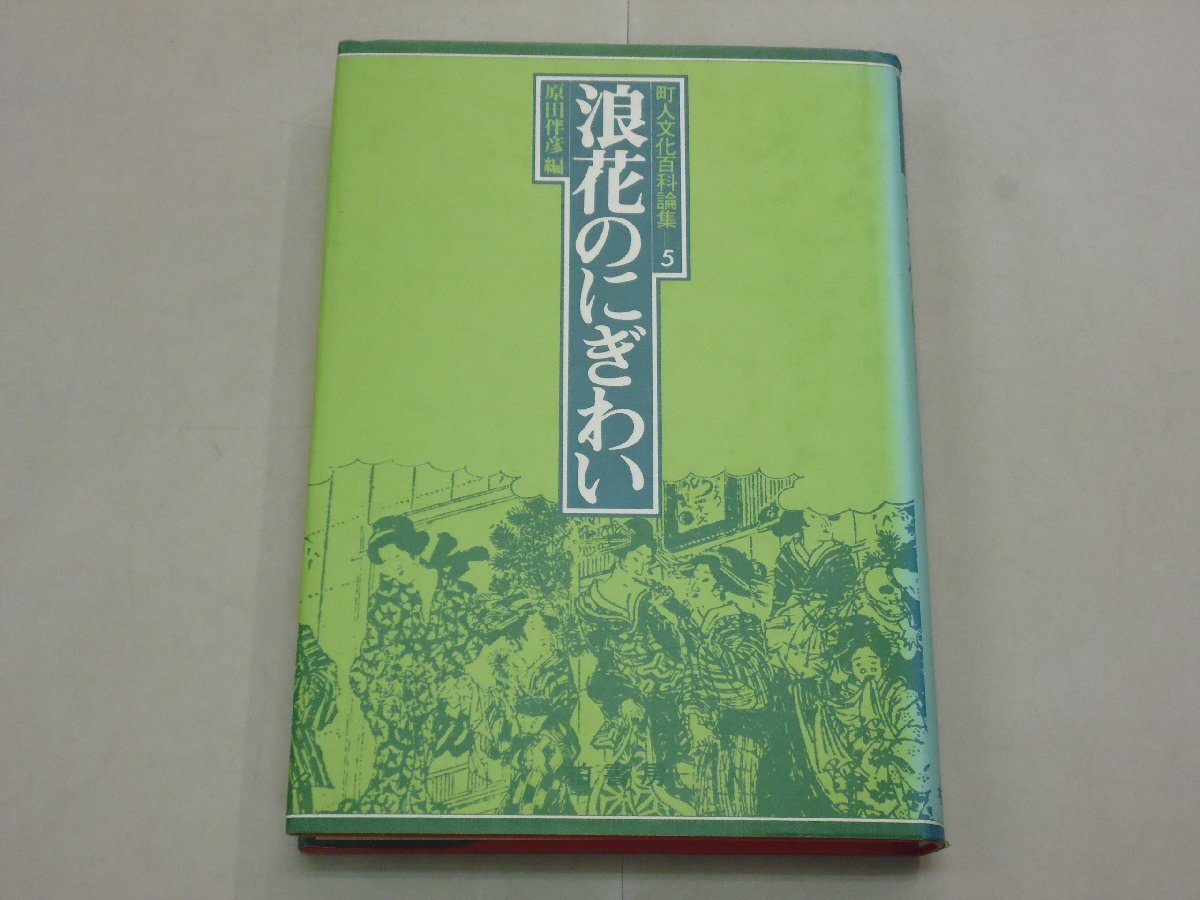 町人文化百科論集—5
浪花のにぎわい
原田伴彦編
柏書房